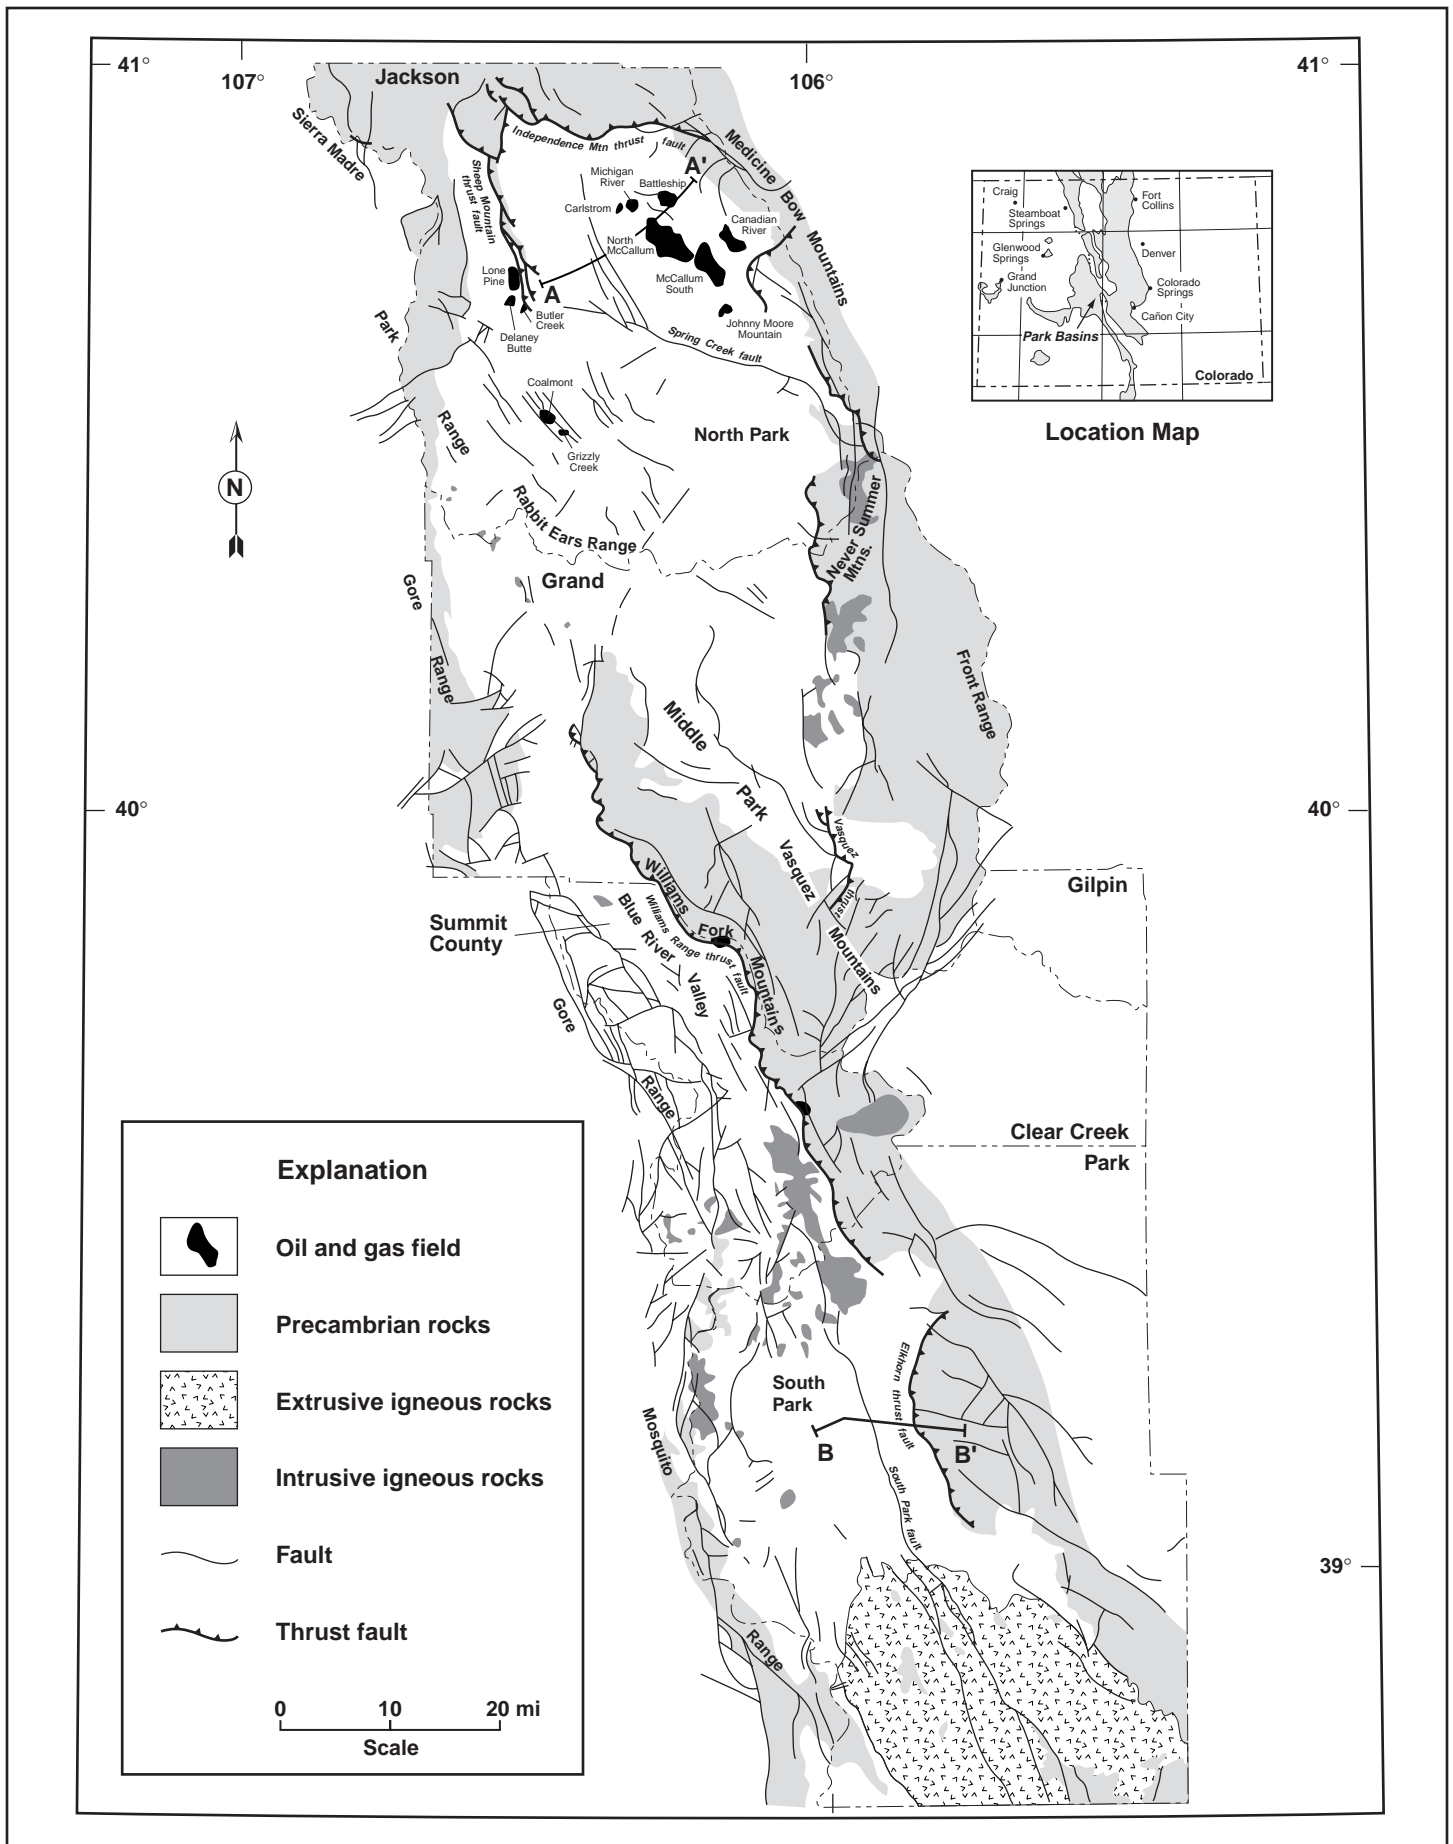 41°
107°
106°
41°
Jackson
Sierra Madre
Independence Mtn thrust fault
Medicine Bow Mountains
A'
Sheep Mountain
thrust fault
Michigan
River
Battleship
Carlstrom
Canadian
River
North
McCallum
McCallum
South
Lone
Pine
A
Butler
Creek
Delaney
Butte
Johnny Moore
Mountain
Spring Creek fault
Park
Range
Coalmont
Grizzly
Creek
North Park
N
Rabbit Ears Range
Never Summer
Mtns.
Grand
Gore
Range
Front Range
Middle
Park
40°
40°
Vasquez
thrust
Vasquez
Mountains
Williams
Fork
Mountains
Williams Range thrust fault
Blue
River
Valley
Summit
County
Gilpin
Gore
Range
Clear Creek
Park
South
Park
Elkhorn thrust fault
B
B'
Mosquito
Range
South Park fault
39°
Craig
Steamboat
Springs
Fort
Collins
Glenwood
Springs
Denver
Grand
Junction
Colorado
Springs
Cañon City
Park Basins
Colorado
Location Map
Explanation
Oil and gas field
Precambrian rocks
Extrusive igneous rocks
Intrusive igneous rocks
Fault
Thrust fault
0 10 20 mi
Scale